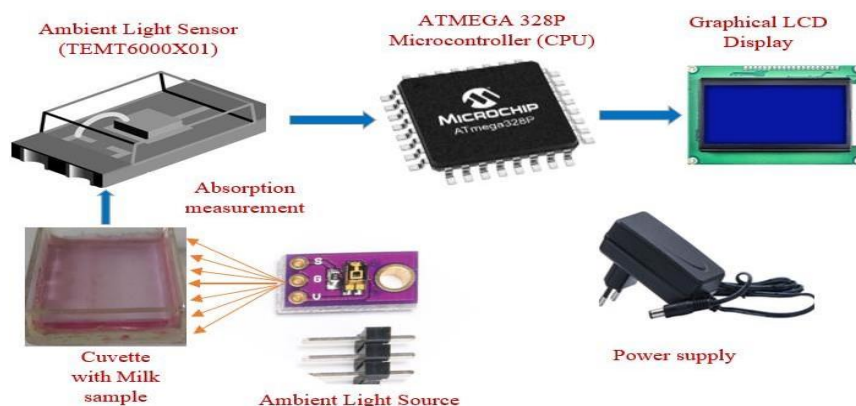 Ambient Light Sensor
(TEMT6000X01)
ATMEGA 328P
Microcontroller (CPU)
Graphical LCD
Display
MICROCHIP
ATmega328P
Absorption
measurement
S
G
V
Cuvette
with Milk
sample
Ambient Light Source
Power supply